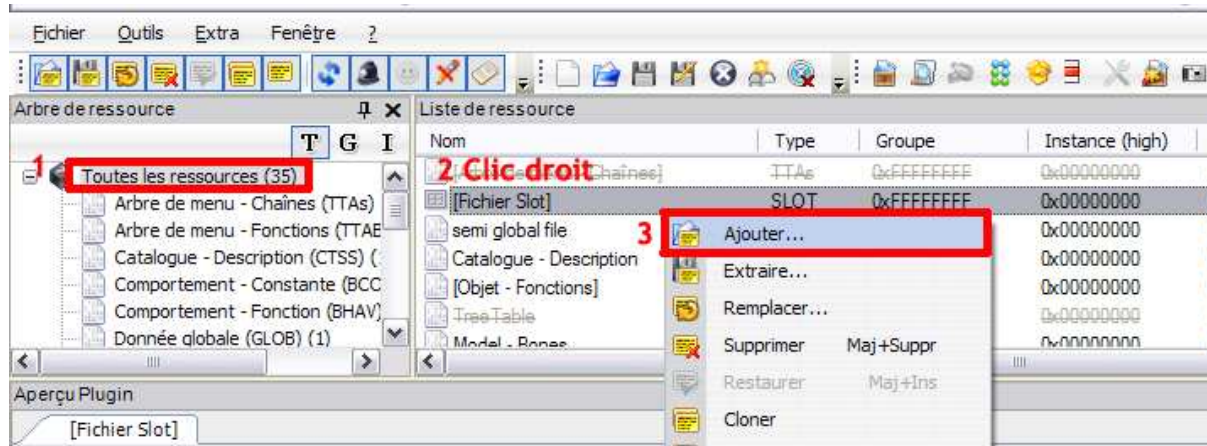 Fichier Outils Extra Fenêtre ?
Arbre de ressource
T G I
1
Toutes les ressources (35)
Arbre de menu - Chaînes (TTAs)
Arbre de menu - Fonctions (TTAE
Catalogue - Description (CTSS) (
Comportement - Constante (BCC
Comportement - Fonction (BHAV)
Donnée globale (GLOB) (1)
Liste de ressource
Nom Type Groupe Instance (high)
2 Clic droit
Chaînes] TTAs 0xFFFFFFFF 0x00000000
[Fichier Slot] SLOT 0xFFFFFFFF 0x00000000
semi global file 0x00000000
Catalogue - Description 0x00000000
[Objet - Fonctions] 0x00000000
TreeTable 0x00000000
Model - Bones 0x00000000
3
Ajouter...
Extraire...
Remplacer...
Supprimer Maj+Suppr
Restaurer Maj+Ins
Cloner
Aperçu Plugin
[Fichier Slot]